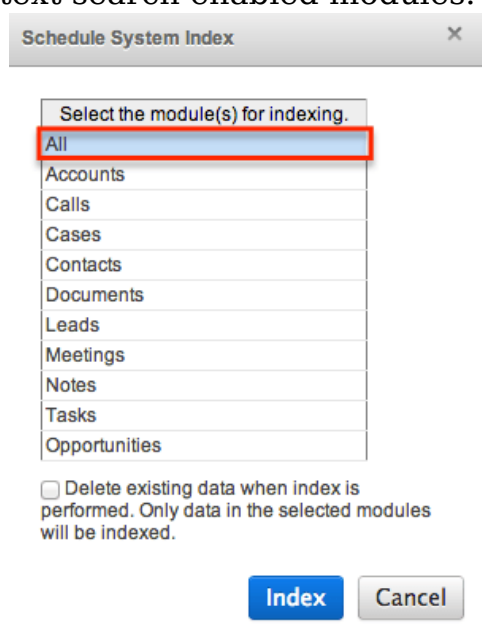 text search enabled modules.
Schedule System Index ×
Select the module(s) for indexing.
All
Accounts
Calls
Cases
Contacts
Documents
Leads
Meetings
Notes
Tasks
Opportunities
Delete existing data when index is
performed. Only data in the selected modules
will be indexed.
Index Cancel